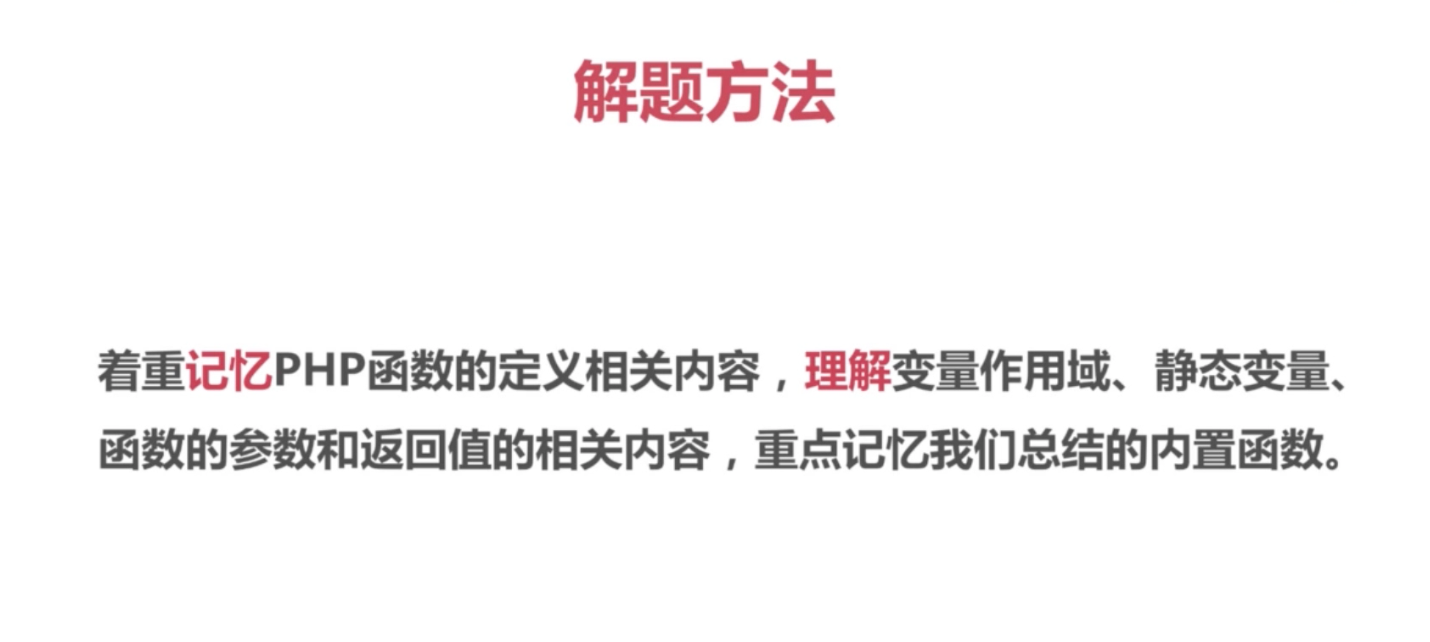 解题方法
着重记忆PHP函数的定义相关内容，理解变量作用域、静态变量、
函数的参数和返回值的相关内容，重点记忆我们总结的内置函数。